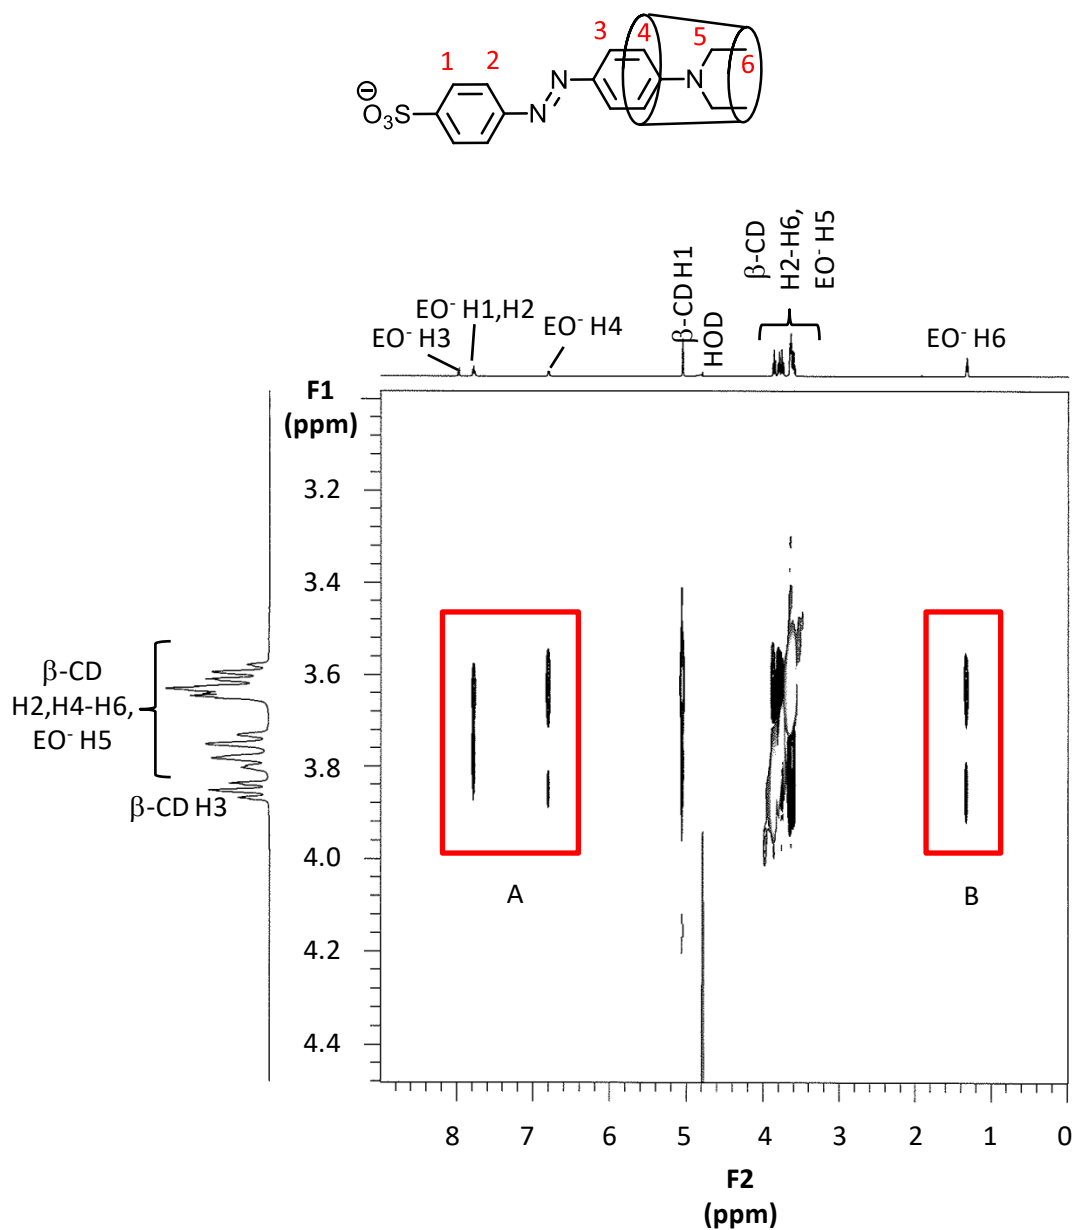 3 4 5
1 2 6
⊖
O₃S N N N
β-CD H1
HOD
β-CD
H2-H6,
EO⁻ H5
EO⁻ H1,H2
EO⁻ H3
EO⁻ H4
EO⁻ H6
F1
(ppm)
3.2
3.4
3.6
3.8
4.0
4.2
4.4
β-CD
H2,H4-H6,
EO⁻ H5
β-CD H3
A
B
8 7 6 5 4 3 2 1 0
F2
(ppm)